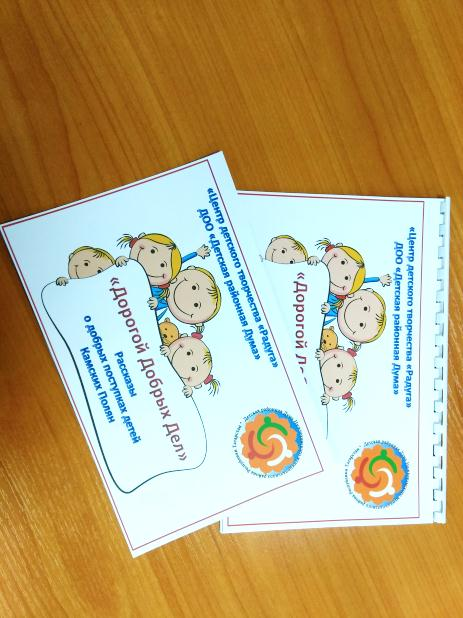 «Центр детского творчества «Радуга»
ДОО «Детская районная Дума»
«Дорогой Добрых Дел»
Рассказы
о добрых поступках детей
Камских Полян
«Центр детского творчества «Радуга»
ДОО «Детская районная Дума»
«Дорогой